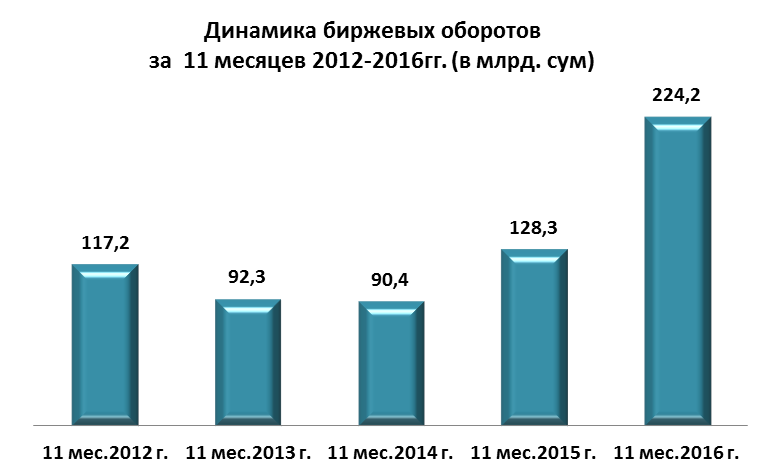 Динамика биржевых оборотов
за 11 месяцев 2012-2016гг. (в млрд. сум)
224,2
128,3
117,2
92,3
90,4
11 мес.2012 г. 11 мес.2013 г. 11 мес.2014 г. 11 мес.2015 г. 11 мес.2016 г.